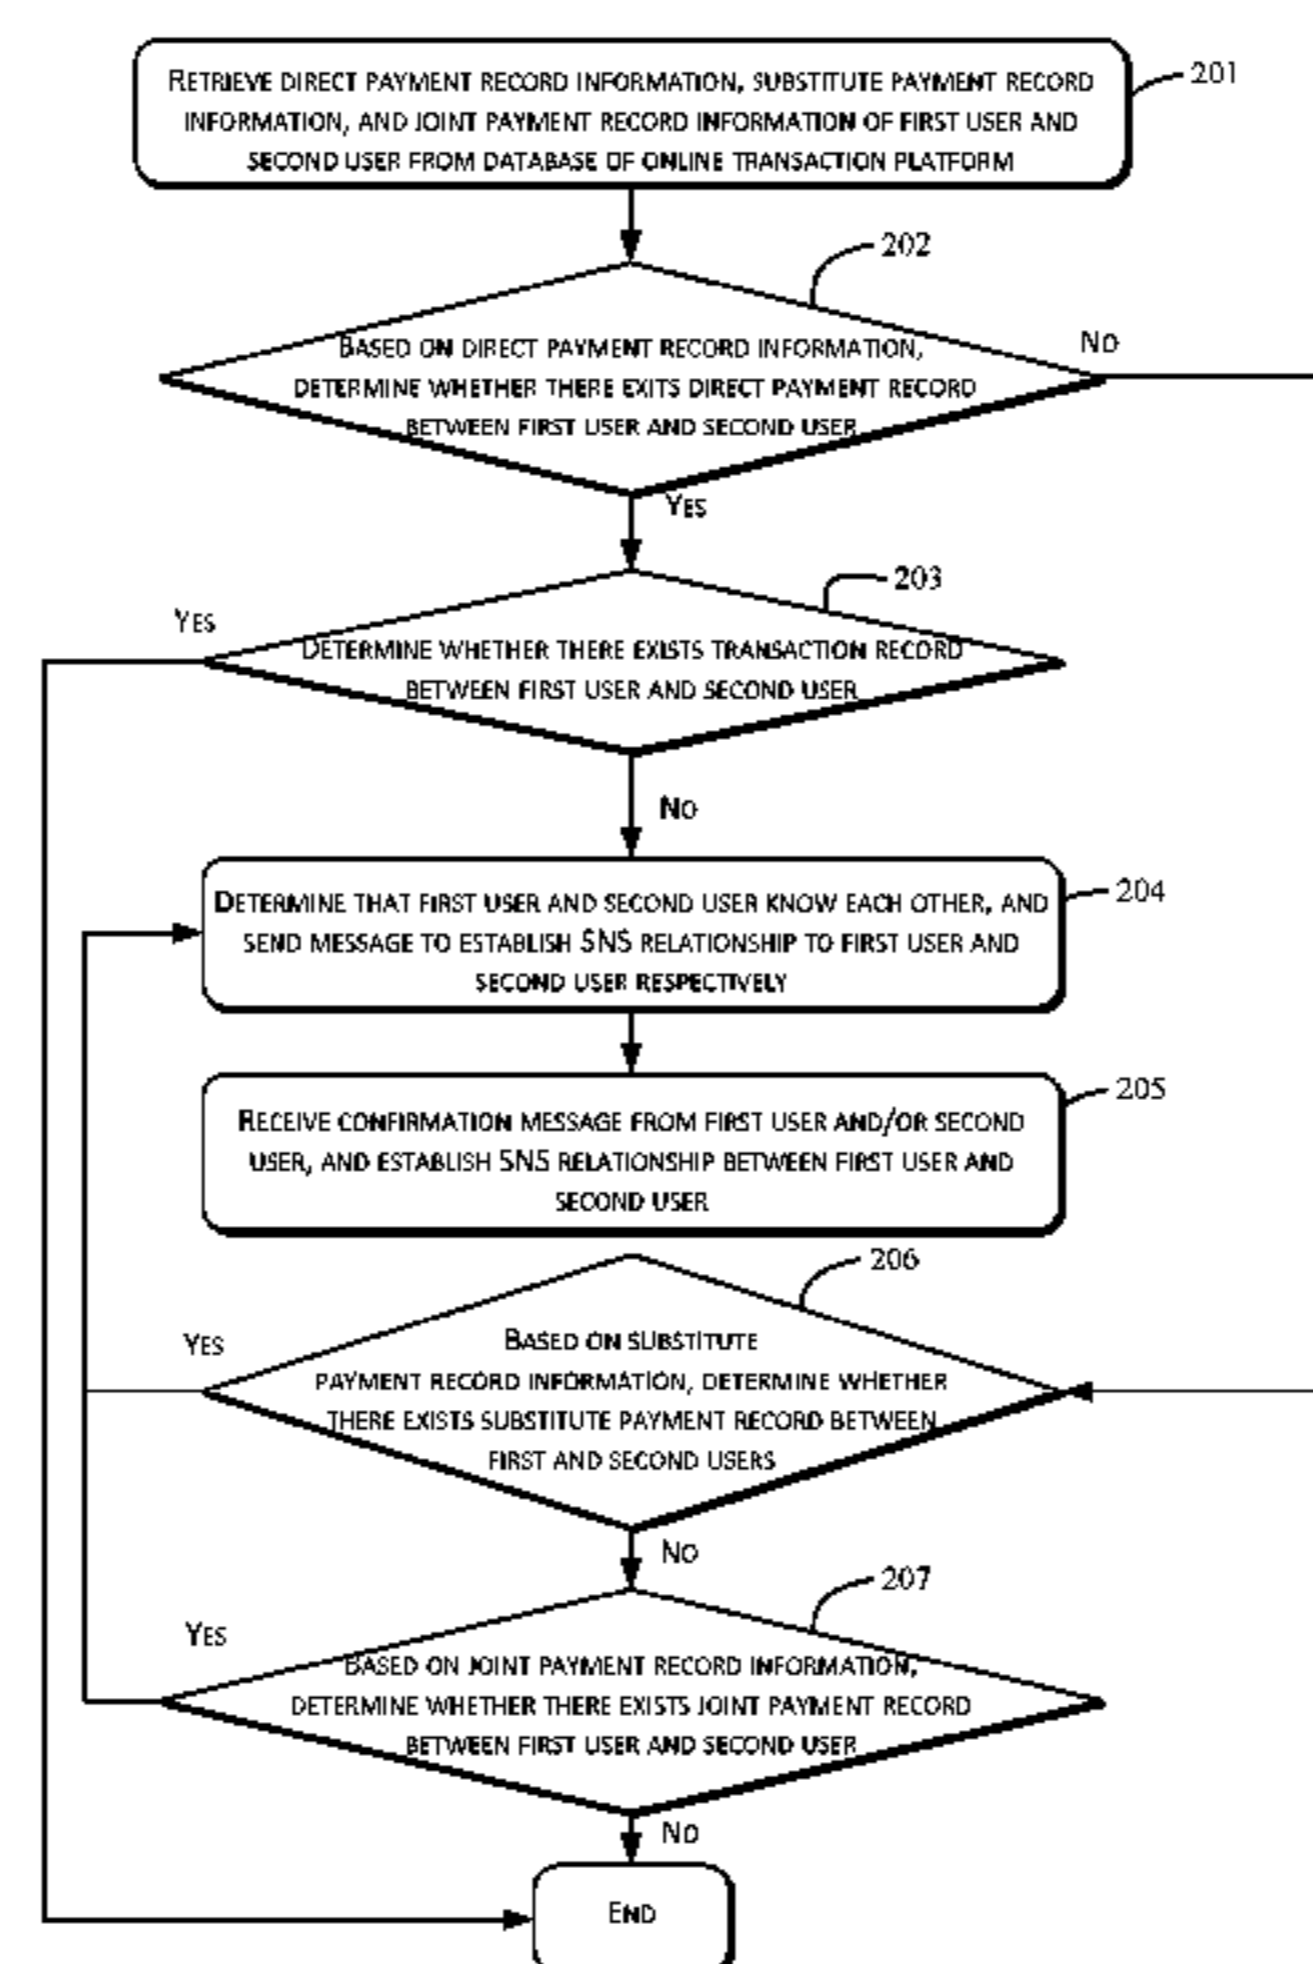 RETRIEVE DIRECT PAYMENT RECORD INFORMATION, SUBSTITUTE PAYMENT RECORD
INFORMATION, AND JOINT PAYMENT RECORD INFORMATION OF FIRST USER AND
SECOND USER FROM DATABASE OF ONLINE TRANSACTION PLATFORM
201
202
BASED ON DIRECT PAYMENT RECORD INFORMATION,
DETERMINE WHETHER THERE EXITS DIRECT PAYMENT RECORD
BETWEEN FIRST USER AND SECOND USER
NO
YES
203
YES
DETERMINE WHETHER THERE EXISTS TRANSACTION RECORD
BETWEEN FIRST USER AND SECOND USER
NO
204
DETERMINE THAT FIRST USER AND SECOND USER KNOW EACH OTHER, AND
SEND MESSAGE TO ESTABLISH SNS RELATIONSHIP TO FIRST USER AND
SECOND USER RESPECTIVELY
205
RECEIVE CONFIRMATION MESSAGE FROM FIRST USER AND/OR SECOND
USER, AND ESTABLISH SNS RELATIONSHIP BETWEEN FIRST USER AND
SECOND USER
206
YES
BASED ON SUBSTITUTE
PAYMENT RECORD INFORMATION, DETERMINE WHETHER
THERE EXISTS SUBSTITUTE PAYMENT RECORD BETWEEN
FIRST AND SECOND USERS
NO
207
YES
BASED ON JOINT PAYMENT RECORD INFORMATION,
DETERMINE WHETHER THERE EXISTS JOINT PAYMENT RECORD
BETWEEN FIRST USER AND SECOND USER
NO
END